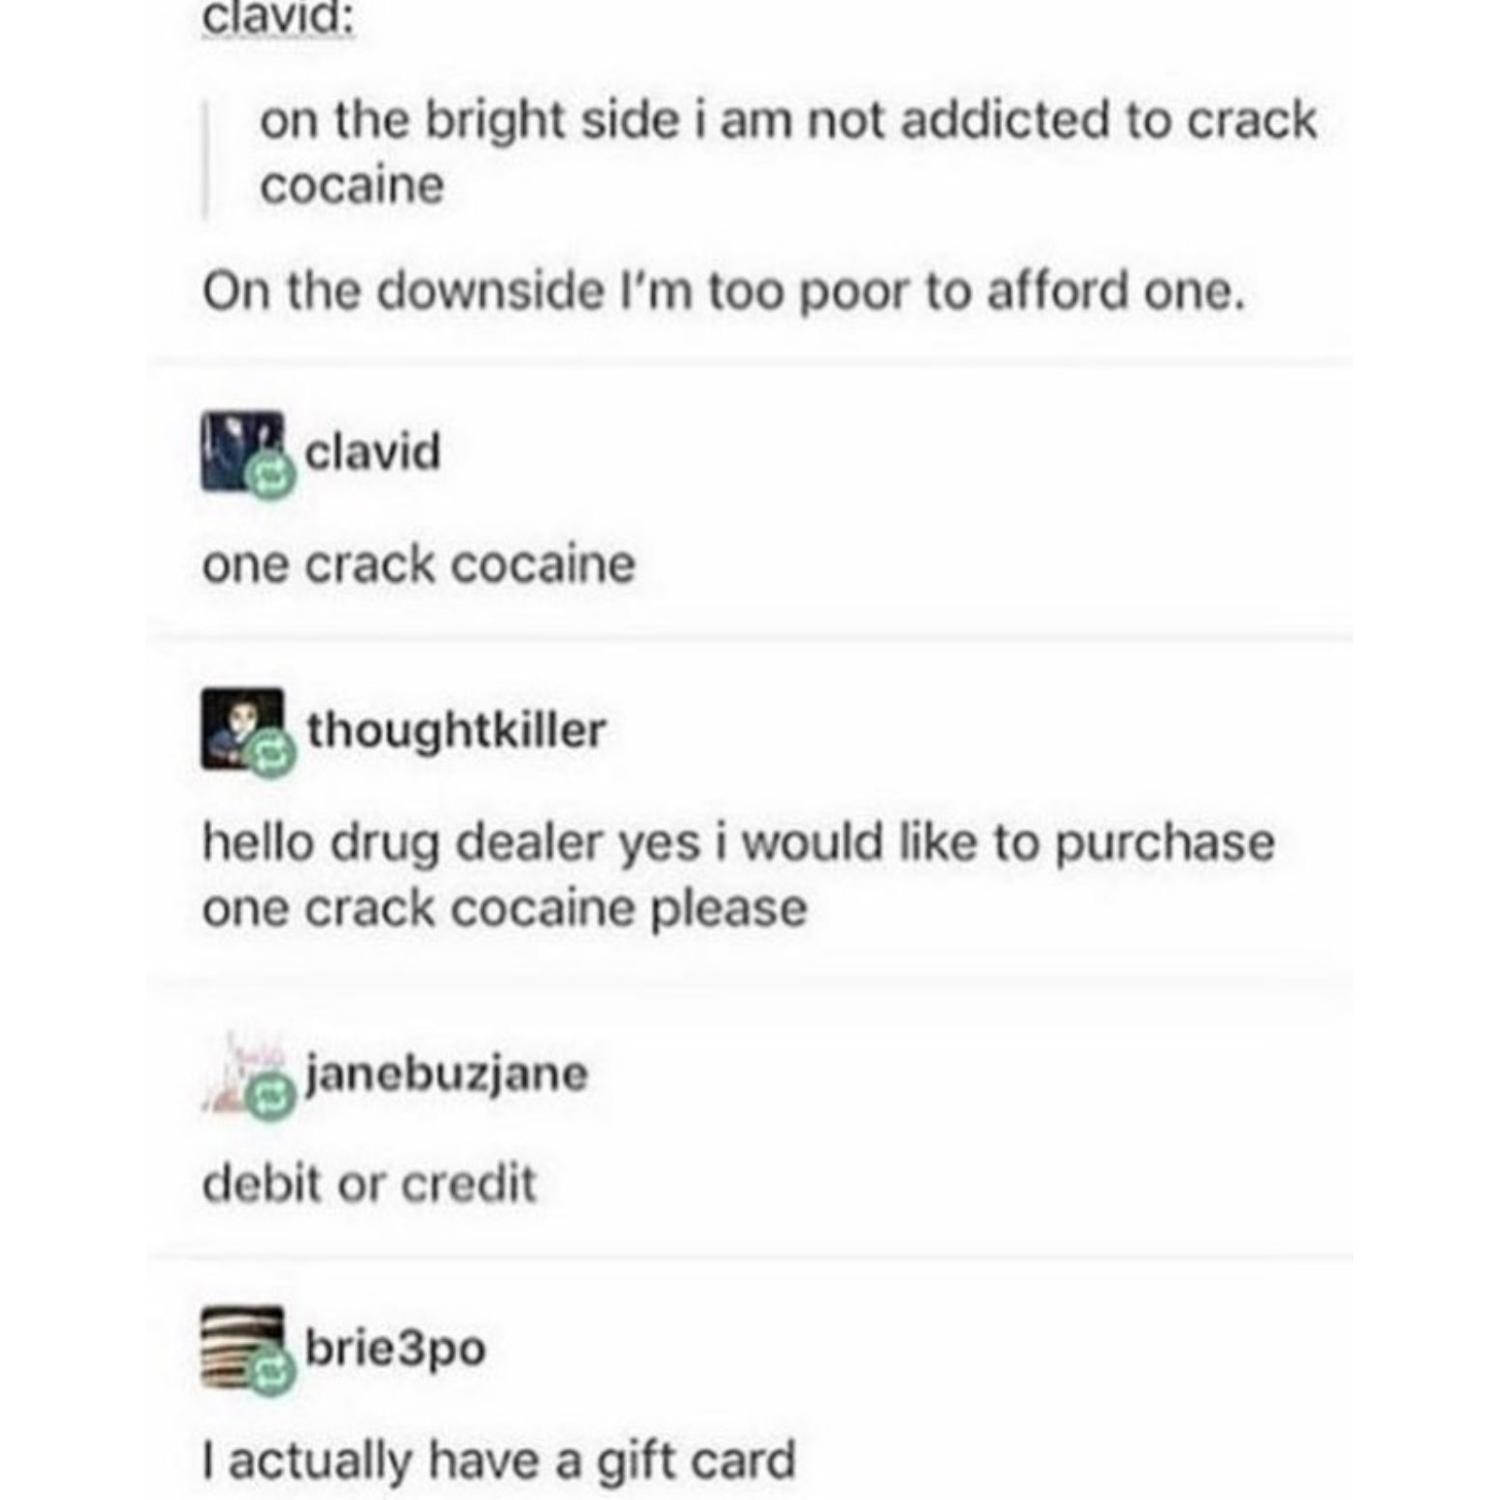 clavid:
on the bright side i am not addicted to crack
cocaine
On the downside I'm too poor to afford one.
clavid
one crack cocaine
thoughtkiller
hello drug dealer yes i would like to purchase
one crack cocaine please
janebuzjane
debit or credit
brie3po
I actually have a gift card